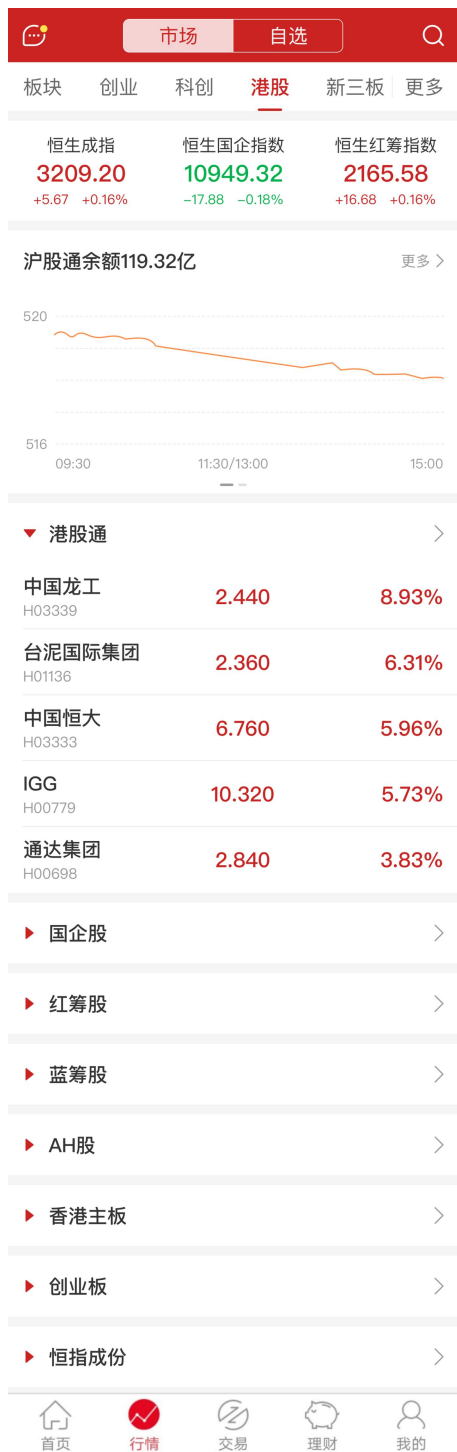 市场 自选
板块 创业 科创 港股 新三板 更多
恒生成指 恒生国企指数 恒生红筹指数
3209.20 10949.32 2165.58
+5.67 +0.16% -17.88 -0.18% +16.68 +0.16%
沪股通余额119.32亿 更多
520
516
09:30 11:30/13:00 15:00
港股通
中国龙工 2.440 8.93%
H03339
台泥国际集团 2.360 6.31%
H01136
中国恒大 6.760 5.96%
H03333
IGG 10.320 5.73%
H00779
通达集团 2.840 3.83%
H00698
国企股
红筹股
蓝筹股
AH股
香港主板
创业板
恒指成份
首页 行情 交易 理财 我的